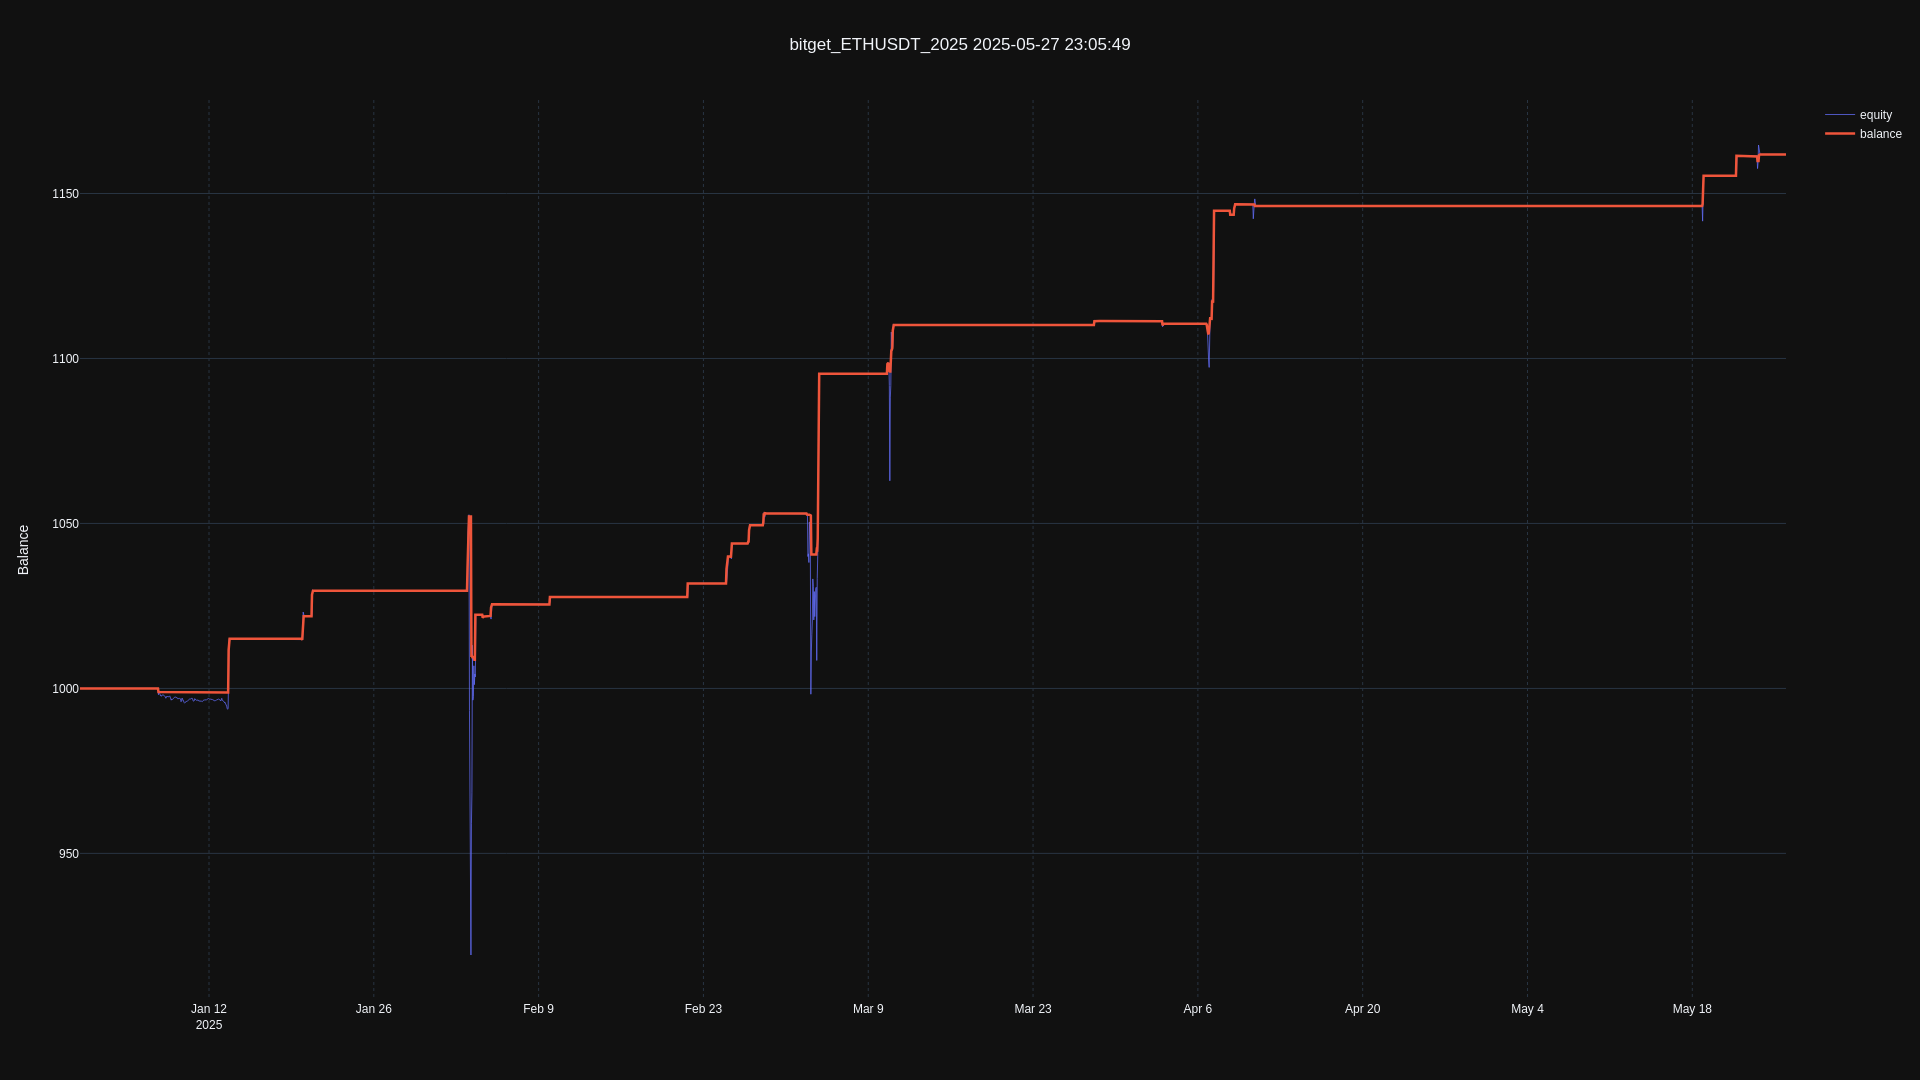 bitget_ETHUSDT_2025 2025-05-27 23:05:49
equity
balance
Balance
1150
1100
1050
1000
950
Jan 12
2025
Jan 26
Feb 9
Feb 23
Mar 9
Mar 23
Apr 6
Apr 20
May 4
May 18